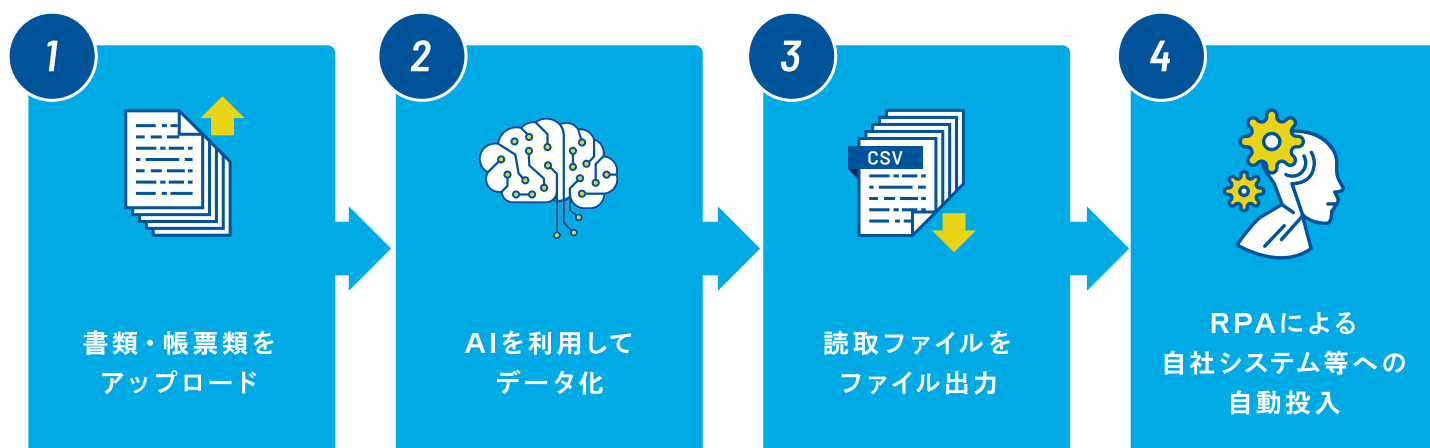 1
書類・帳票類を
アップロード
2
AIを利用して
データ化
3
CSV
読取ファイルを
ファイル出力
4
RPAによる
自社システム等への
自動投入